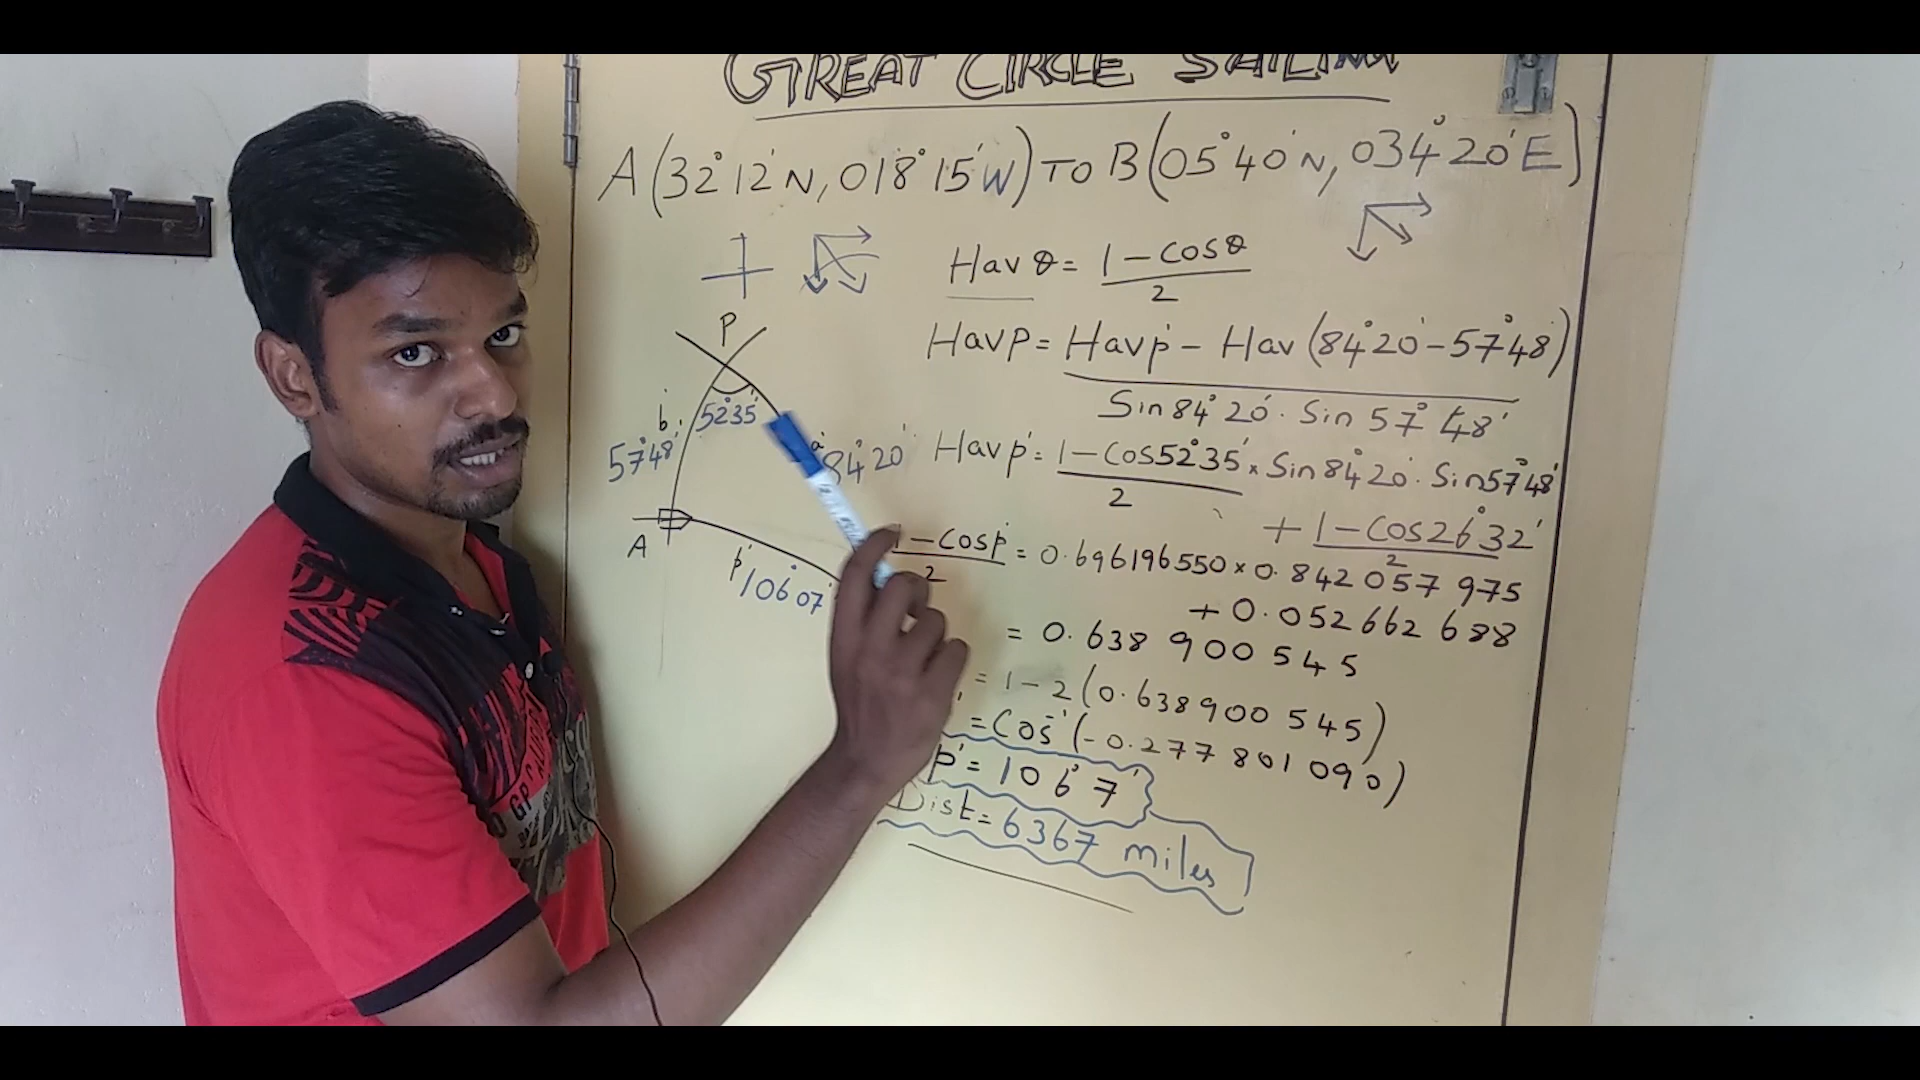 GREAT CIRCLE SAILING
A (32°12'N, 018°15'W) TO B (05°40'N, 034°20'E)
Hav θ = 1 - Cosθ / 2
P
Hav P = Hav p' - Hav (84°20' - 57°48') / Sin 84°20'. Sin 57°48'
b'
52°35'
57°48'
a'
84°20'
Hav p' = 1 - Cos 52°35' / 2 × Sin 84°20'. Sin 57°48'
+ 1 - Cos 26°32' / 2
A
p'
106°07'
1 - Cos p' / 2 = 0.696196550 × 0.842057975
+ 0.052662688
= 0.638900545
= 1 - 2 (0.638900545)
= Cos⁻¹ (-0.277801090)
p' = 106°7'
Dist = 6367 miles
GP